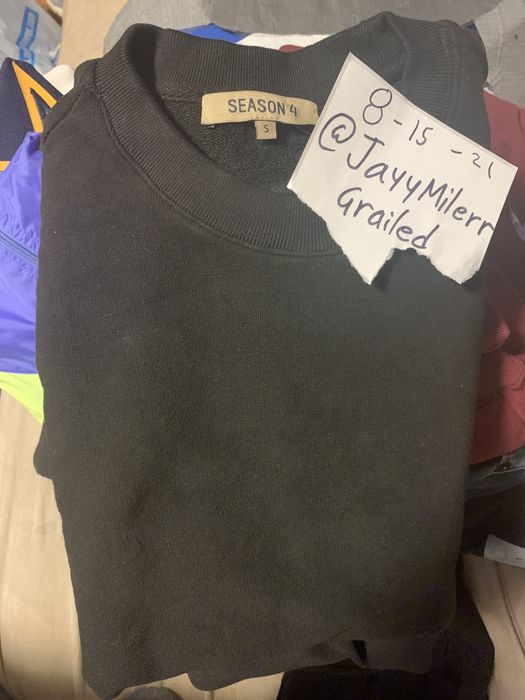 SEASON 4
S
8-15-21
@JayyMilerr
Grailed